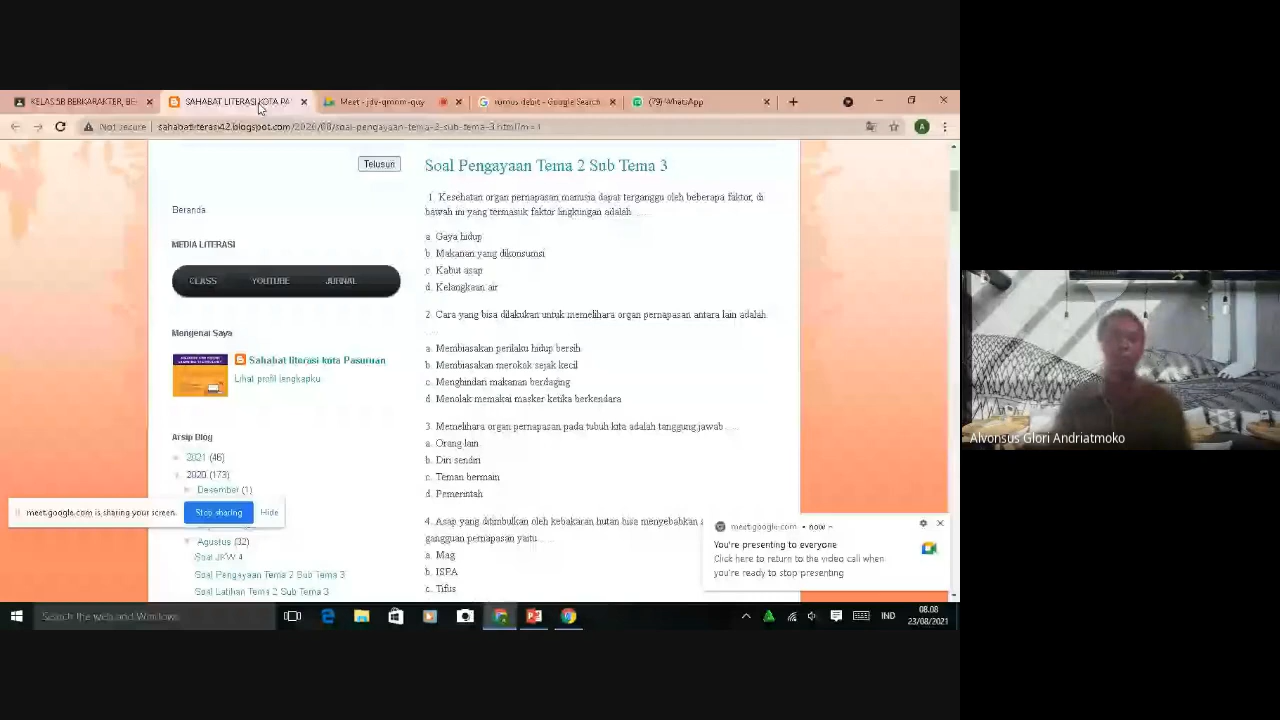 KELAS 5B BERKARAKTER, BE
SAHABAT LITERASI KOTA PA
Meet - jdv-qmnm-quy
rumus debit - Google Search
(79) WhatsApp
Not secure
sahabatliterasi42.blogspot.com/2020/08/soal-pengayaan-tema-2-sub-tema-3.html?m=1
A
Telusuri
Beranda
MEDIA LITERASI
CLASS YOUTUBE JURNAL
Mengenai Saya
Sahabat literasi kota Pasuruan
Lihat profil lengkapku
Arsip Blog
2021 (46)
2020 (173)
Desember (1)
Agustus (32)
Soal JKW 4
Soal Pengayaan Tema 2 Sub Tema 3
Soal Latihan Tema 2 Sub Tema 3
Soal Pengayaan Tema 2 Sub Tema 3
1. Kesehatan organ pernapasan manusia dapat terganggu oleh beberapa faktor, di
bawah ini yang termasuk faktor lingkungan adalah ......
a. Gaya hidup
b. Makanan yang dikonsumsi
c. Kabut asap
d. Kelangkaan air
2. Cara yang bisa dilakukan untuk memelihara organ pernapasan antara lain adalah
....
a. Membiasakan perilaku hidup bersih
b. Membiasakan merokok sejak kecil
c. Menghindari makanan berdaging
d. Menolak memakai masker ketika berkendara
3. Memelihara organ pernapasan pada tubuh kita adalah tanggung jawab .....
a. Orang lain
b. Diri sendiri
c. Teman bermain
d. Pemerintah
4. Asap yang ditimbulkan oleh kebakaran hutan bisa menyebabkan
gangguan pernapasan yaitu .....
a. Mag
b. ISPA
c. Tifus
meet.google.com is sharing your screen.
Stop sharing
Hide
meet.google.com • now
You're presenting to everyone
Click here to return to the video call when
you're ready to stop presenting
Search the web and Windows
IND
08.08
23/08/2021
Alvonsus Glori Andriatmoko